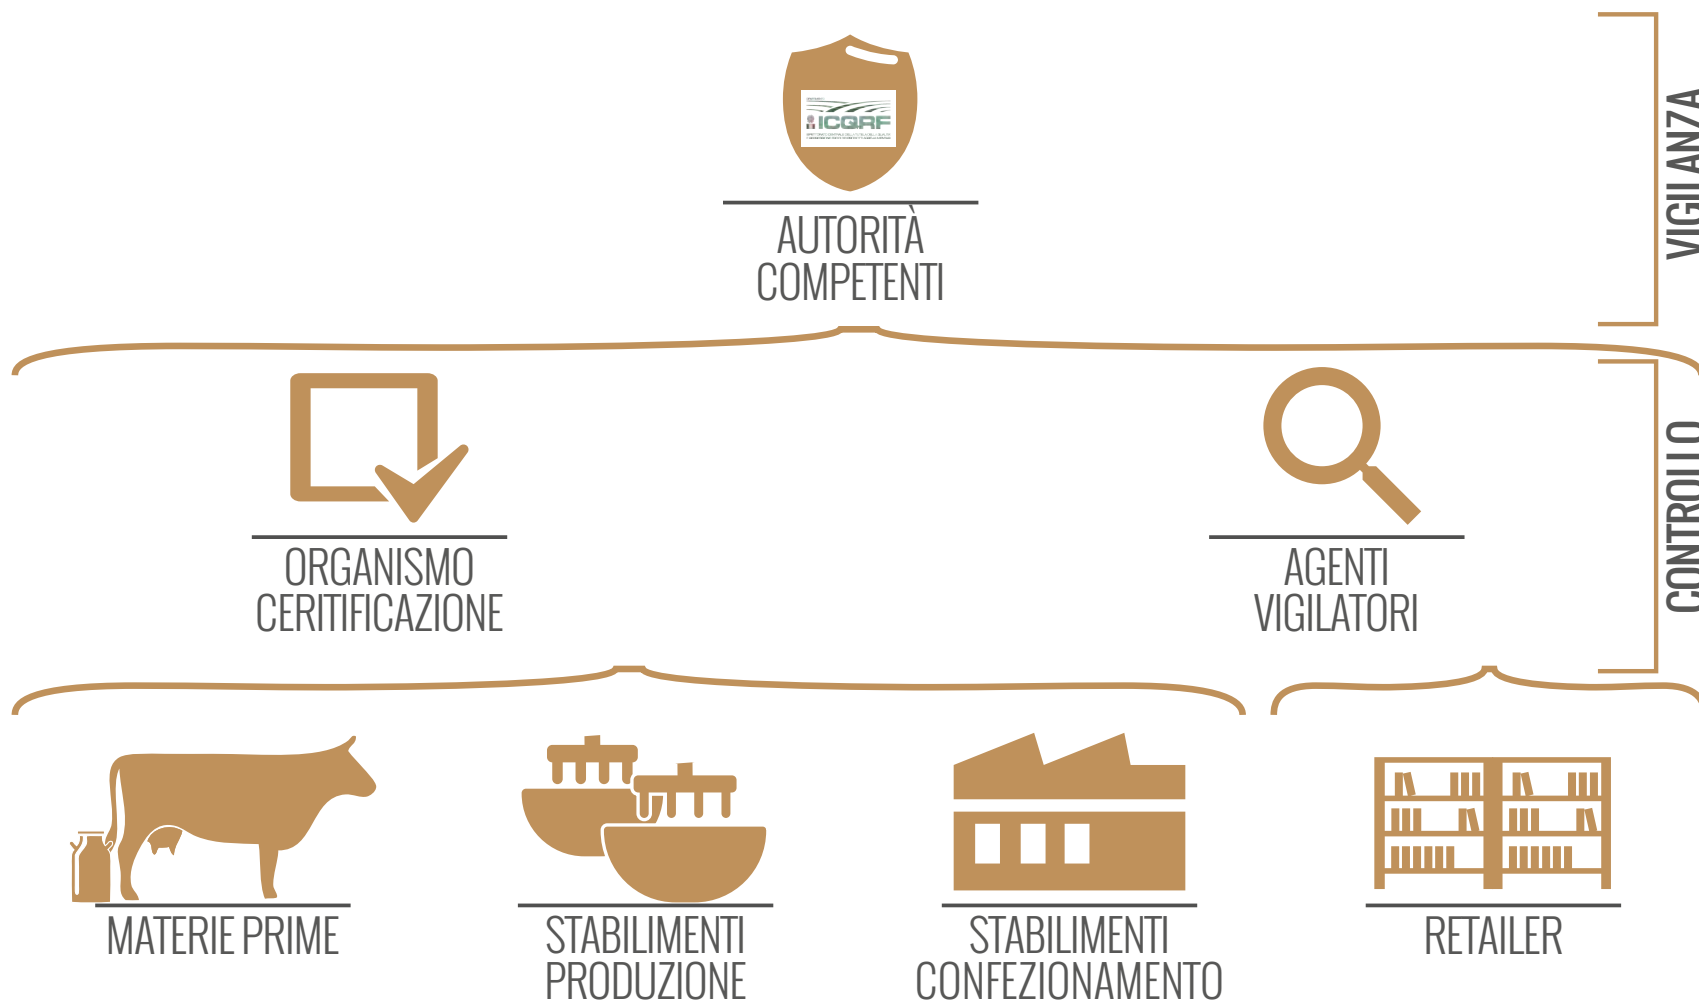 ICQRF
AUTORITÀ
COMPETENTI
VIGILANZA
ORGANISMO
CERITIFICAZIONE
AGENTI
VIGILATORI
CONTROLLO
MATERIE PRIME
STABILIMENTI
PRODUZIONE
STABILIMENTI
CONFEZIONAMENTO
RETAILER